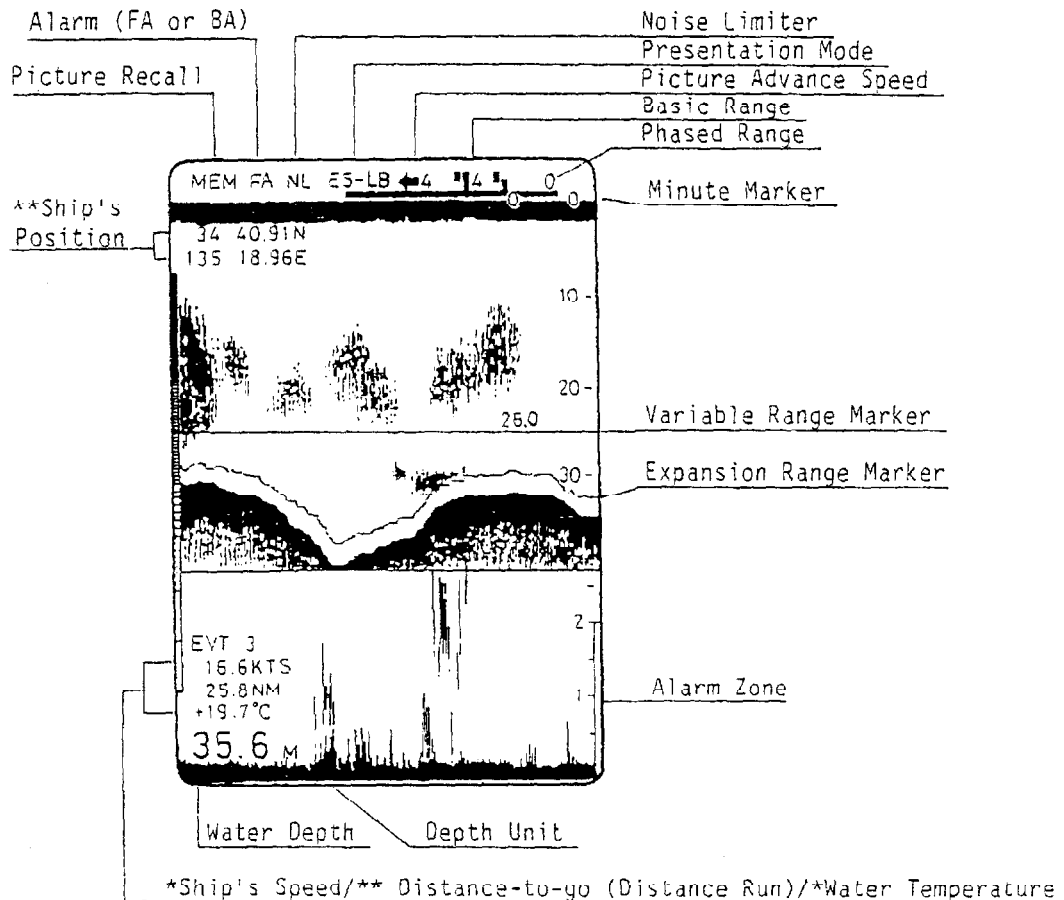 Alarm (FA or BA)
Noise Limiter
Presentation Mode
Picture Recall
Picture Advance Speed
Basic Range
Phased Range
MEM FA NL ES-LB 4 4 0
0 0
Minute Marker
**Ship's
Position
34 40.91N
135 18.96E
10
20
26.0
Variable Range Marker
30
Expansion Range Marker
2
EVT 3
16.6KTS
25.8NM
1
Alarm Zone
+19.7°C
35.6 M
Water Depth
Depth Unit
*Ship's Speed/** Distance-to-go (Distance Run)/*Water Temperature